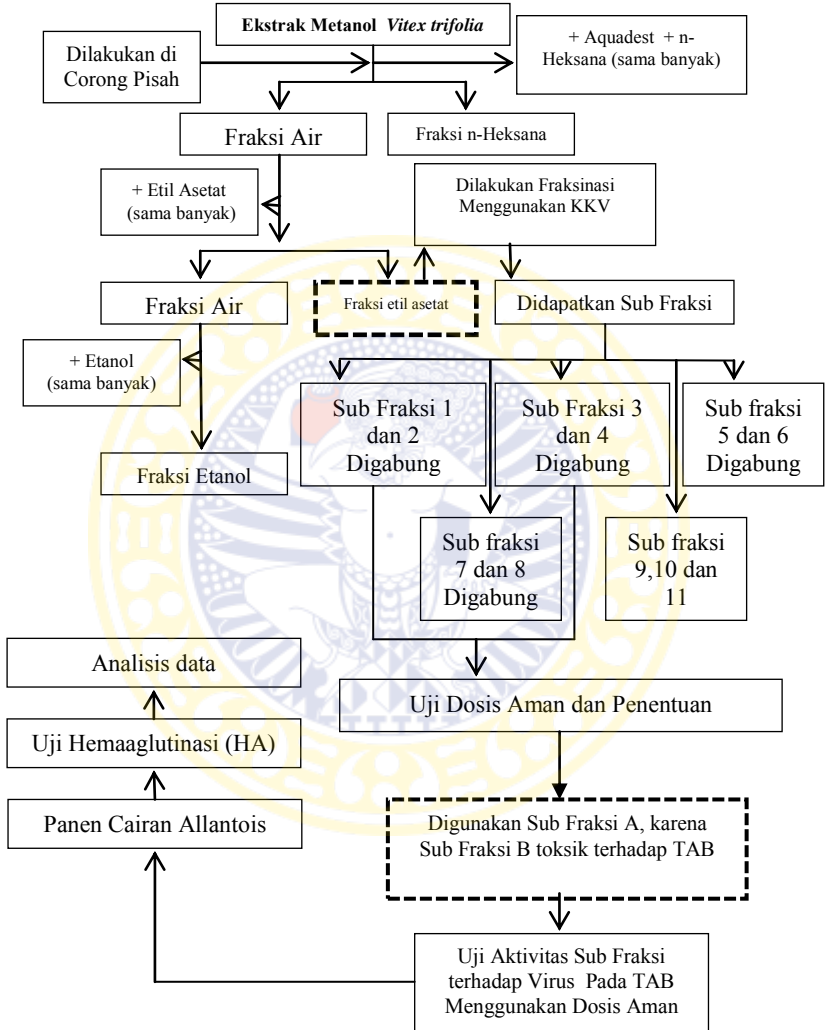 Ekstrak Metanol Vitex trifolia
Dilakukan di
Corong Pisah
+ Aquadest + n-
Heksana (sama banyak)
Fraksi Air
Fraksi n-Heksana
+ Etil Asetat
(sama banyak)
Dilakukan Fraksinasi
Menggunakan KKV
Fraksi Air
Fraksi etil asetat
Didapatkan Sub Fraksi
+ Etanol
(sama banyak)
Fraksi Etanol
Sub Fraksi 1
dan 2
Digabung
Sub Fraksi 3
dan 4
Digabung
Sub fraksi
5 dan 6
Digabung
Sub fraksi
7 dan 8
Digabung
Sub fraksi
9,10 dan
11
Uji Dosis Aman dan Penentuan
Digunakan Sub Fraksi A, karena
Sub Fraksi B toksik terhadap TAB
Uji Aktivitas Sub Fraksi
terhadap Virus Pada TAB
Menggunakan Dosis Aman
Panen Cairan Allantois
Uji Hemaaglutinasi (HA)
Analisis data